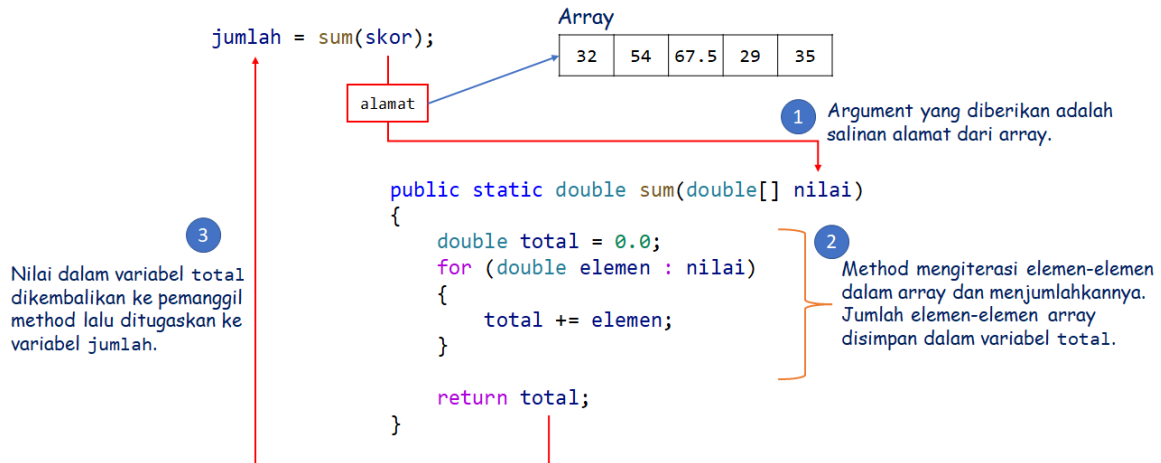 Array
jumlah = sum(skor);
32 54 67.5 29 35
alamat
1
Argument yang diberikan adalah
salinan alamat dari array.
public static double sum(double[] nilai)
{
double total = 0.0;
for (double elemen : nilai)
{
total += elemen;
}
return total;
}
2
Method mengiterasi elemen-elemen
dalam array dan menjumlahkannya.
Jumlah elemen-elemen array
disimpan dalam variabel total.
3
Nilai dalam variabel total
dikembalikan ke pemanggil
method lalu ditugaskan ke
variabel jumlah.